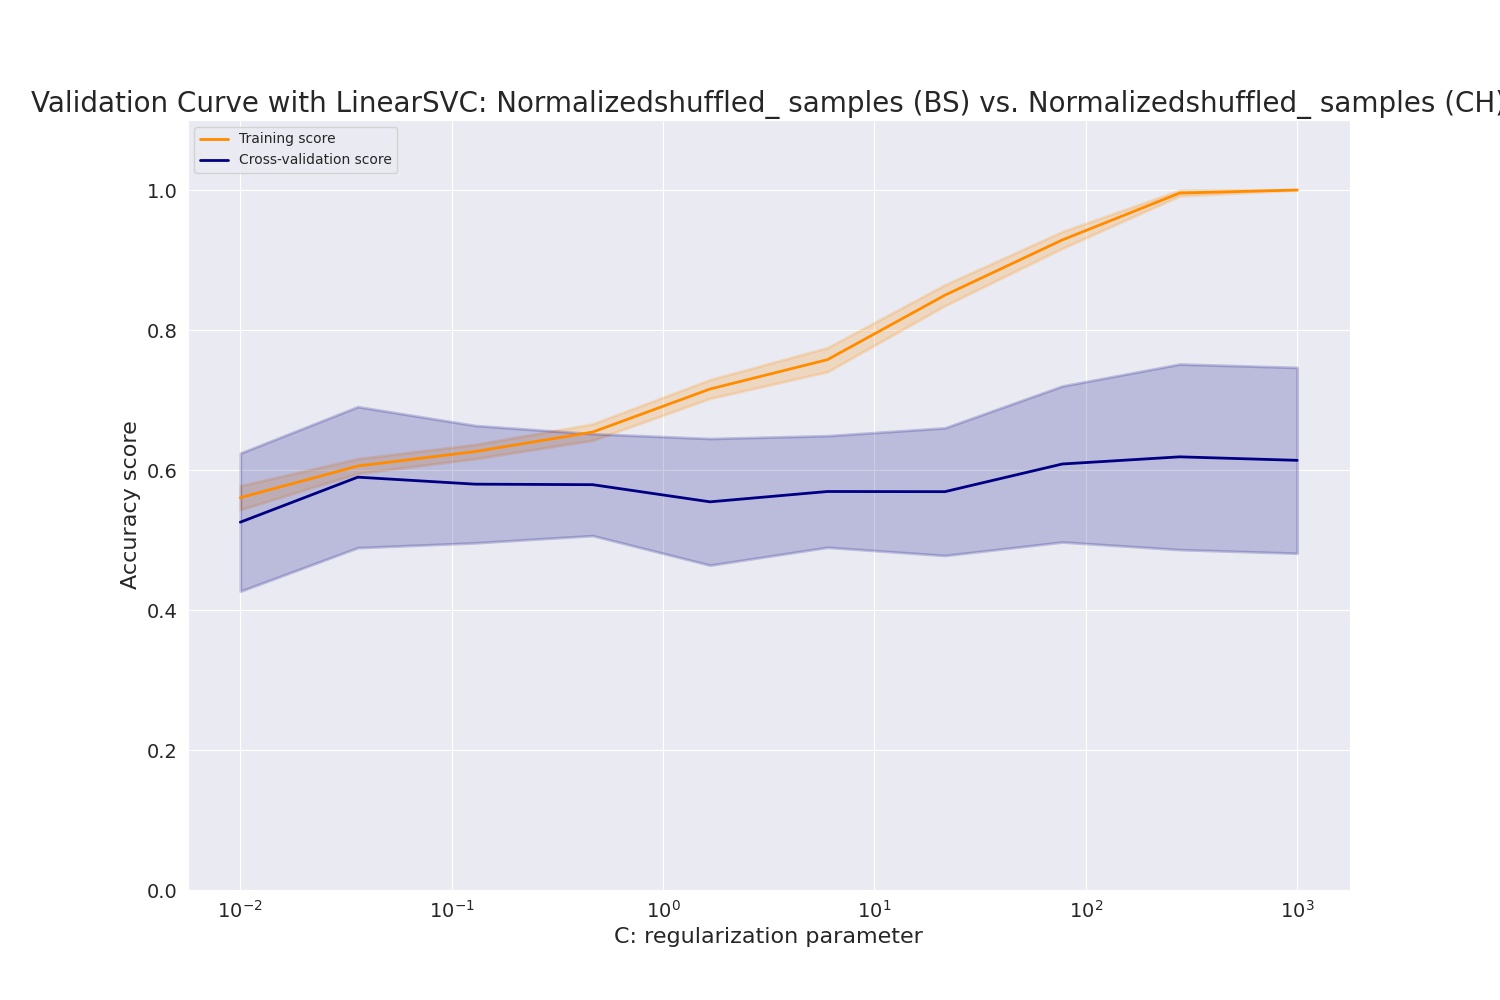 Validation Curve with LinearSVC: Normalizedshuffled_ samples (BS) vs. Normalizedshuffled_ samples (CH)
Training score
Cross-validation score
1.0
0.8
0.6
0.4
0.2
0.0
Accuracy score
10⁻² 10⁻¹ 10⁰ 10¹ 10² 10³
C: regularization parameter